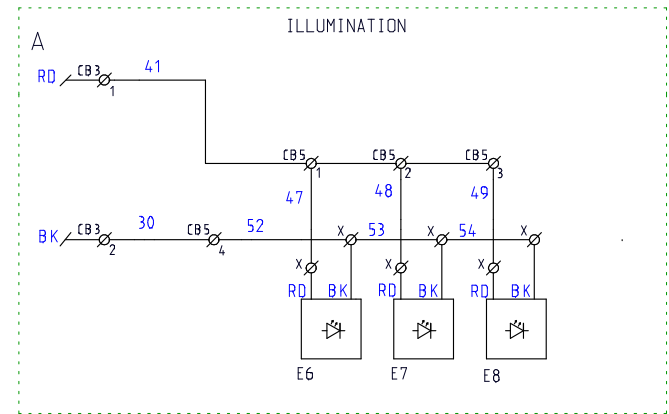 ILLUMINATION
A
RD CB3 1 41
CB5 1 CB5 2 CB5 3
47 48 49
BK CB3 2 30 CB5 4 52 X 53 X 54 X
X X X
RD BK RD BK RD BK
E6 E7 E8